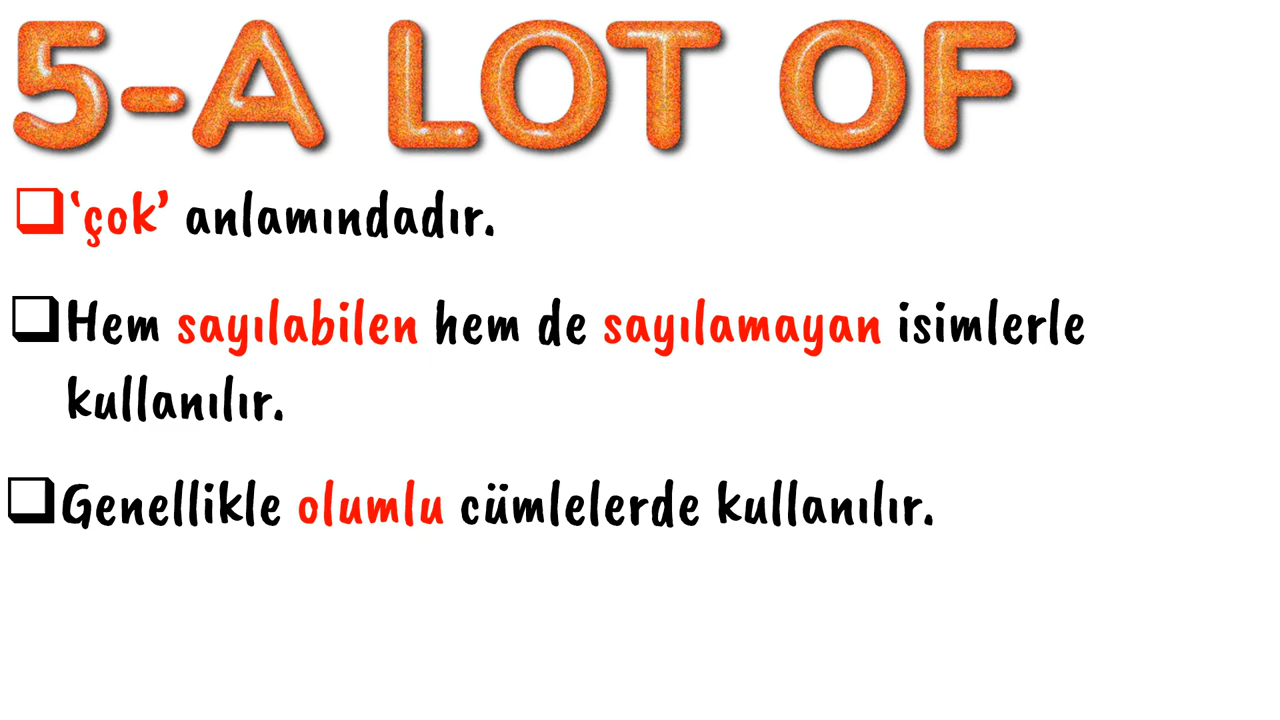 5-A LOT OF
❑‘çok’ anlamındadır.
❑Hem sayılabilen hem de sayılamayan isimlerle
kullanılır.
❑Genellikle olumlu cümlelerde kullanılır.